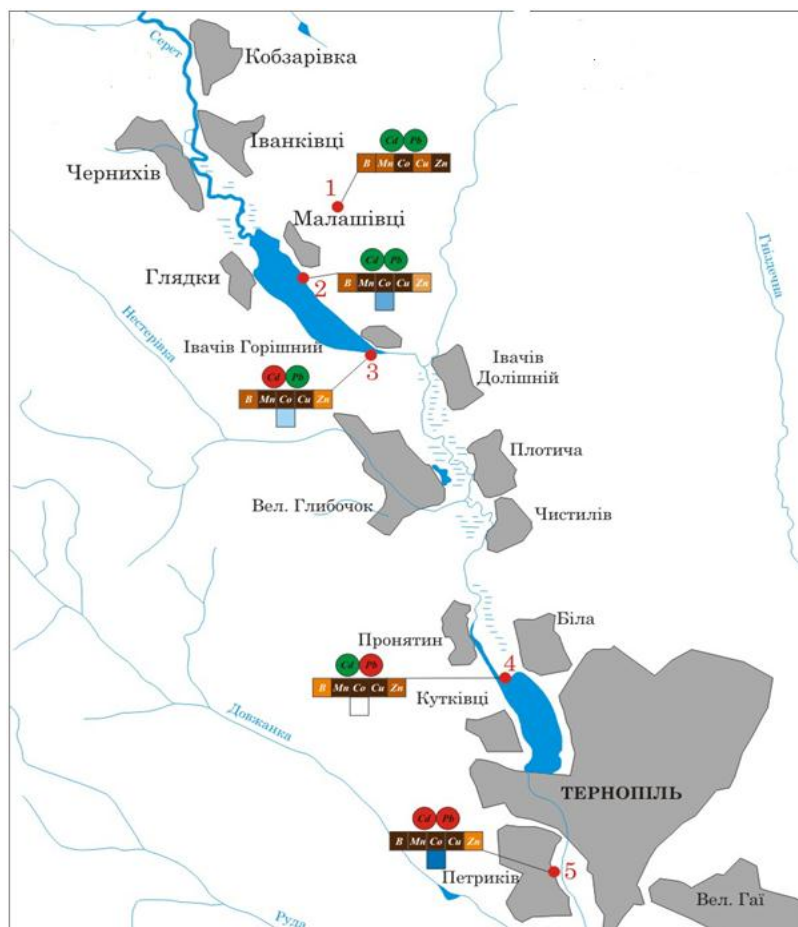 Серет
Кобзарівка
Іванківці
Чернихів
Cd Pb
B Mn Co Cu Zn
1
Малашівці
Гнізdechна
Глядки
Cd Pb
B Mn Co Cu Zn
2
Нестерівка
Івачів Горішний
3
Івачів
Долішній
Cd Pb
B Mn Co Cu Zn
Плотича
Вел. Глибочок
Чистилів
Біла
Пронятин
Cd Pb
B Mn Co Cu Zn
4
Кутківці
Довжанка
ТЕРНОПІЛЬ
Cd Pb
B Mn Co Cu Zn
Петриків
5
Вел. Гаї
Руда